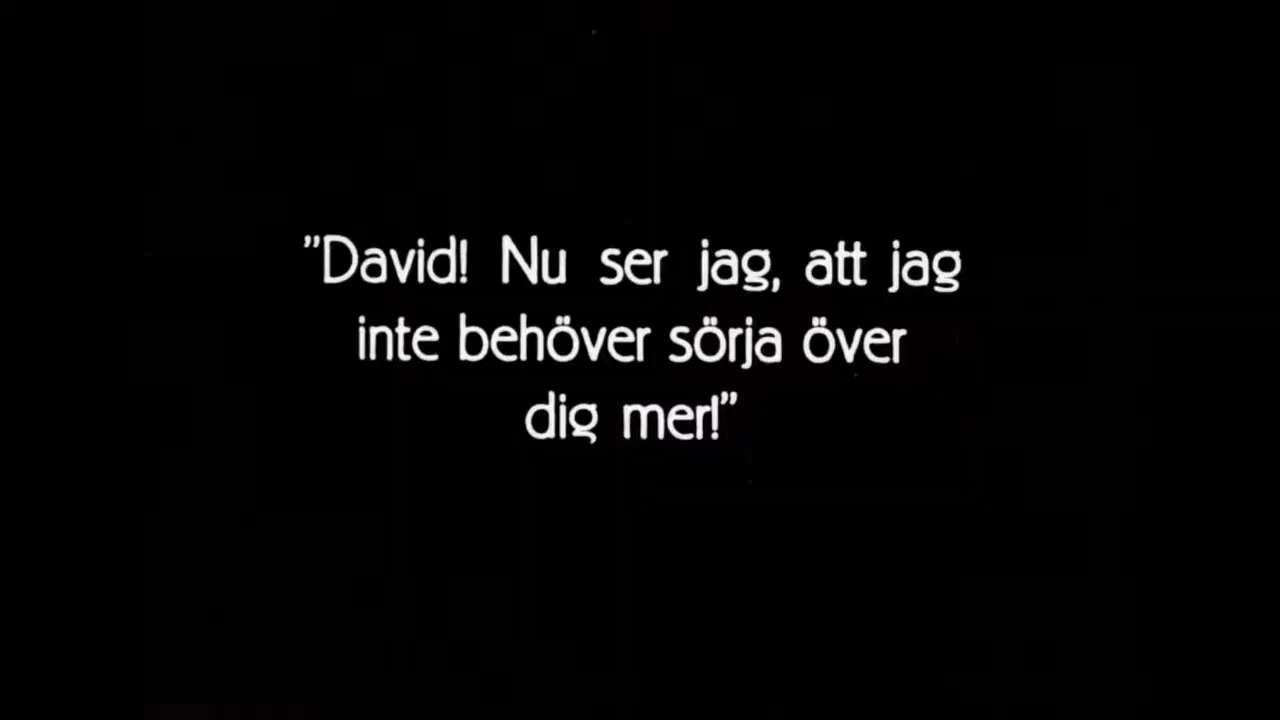 ”David! Nu ser jag, att jag
inte behöver sörja över
dig mer!”